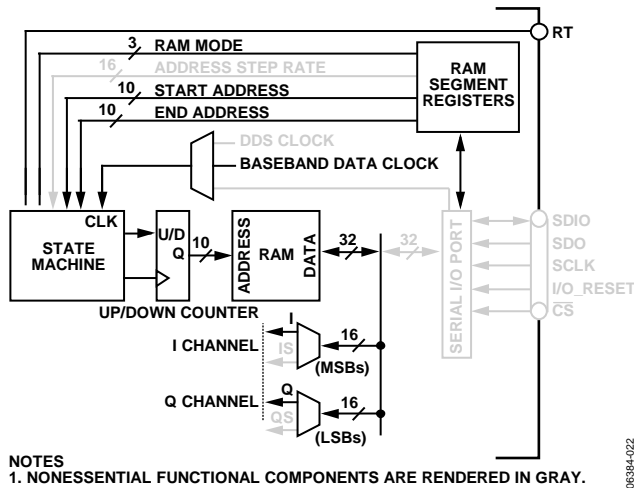 RT
3 RAM MODE
16 ADDRESS STEP RATE
10 START ADDRESS
10 END ADDRESS
RAM
SEGMENT
REGISTERS
DDS CLOCK
BASEBAND DATA CLOCK
CLK
STATE
MACHINE
U/D
Q
10
ADDRESS
RAM
DATA
32
32
SERIAL I/O PORT
SDIO
SDO
SCLK
I/O_RESET
CS
UP/DOWN COUNTER
I CHANNEL
I
IS
16
(MSBs)
Q CHANNEL
Q
QS
16
(LSBs)
NOTES
1. NONESSENTIAL FUNCTIONAL COMPONENTS ARE RENDERED IN GRAY.
06384-022